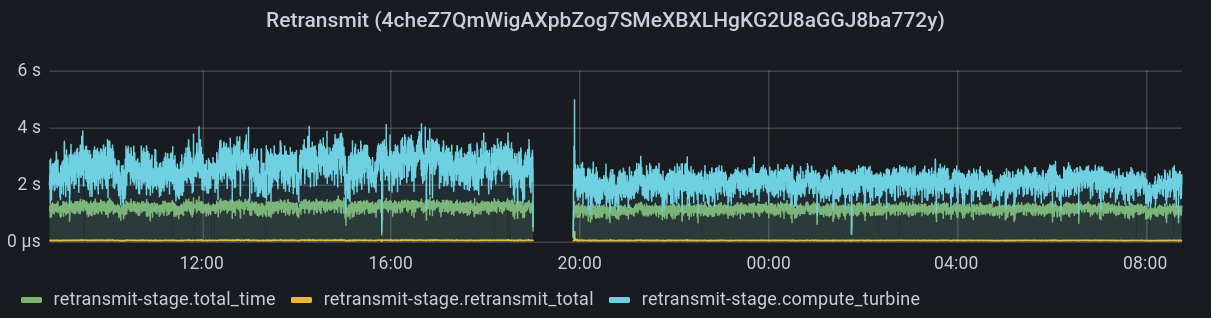 Retransmit (4cheZ7QmWigAXpbZog7SMeXBXLHgKG2U8aGGJ8ba772y)
6 s
4 s
2 s
0 µs
12:00 16:00 20:00 00:00 04:00 08:00
retransmit-stage.total_time retransmit-stage.retransmit_total retransmit-stage.compute_turbine